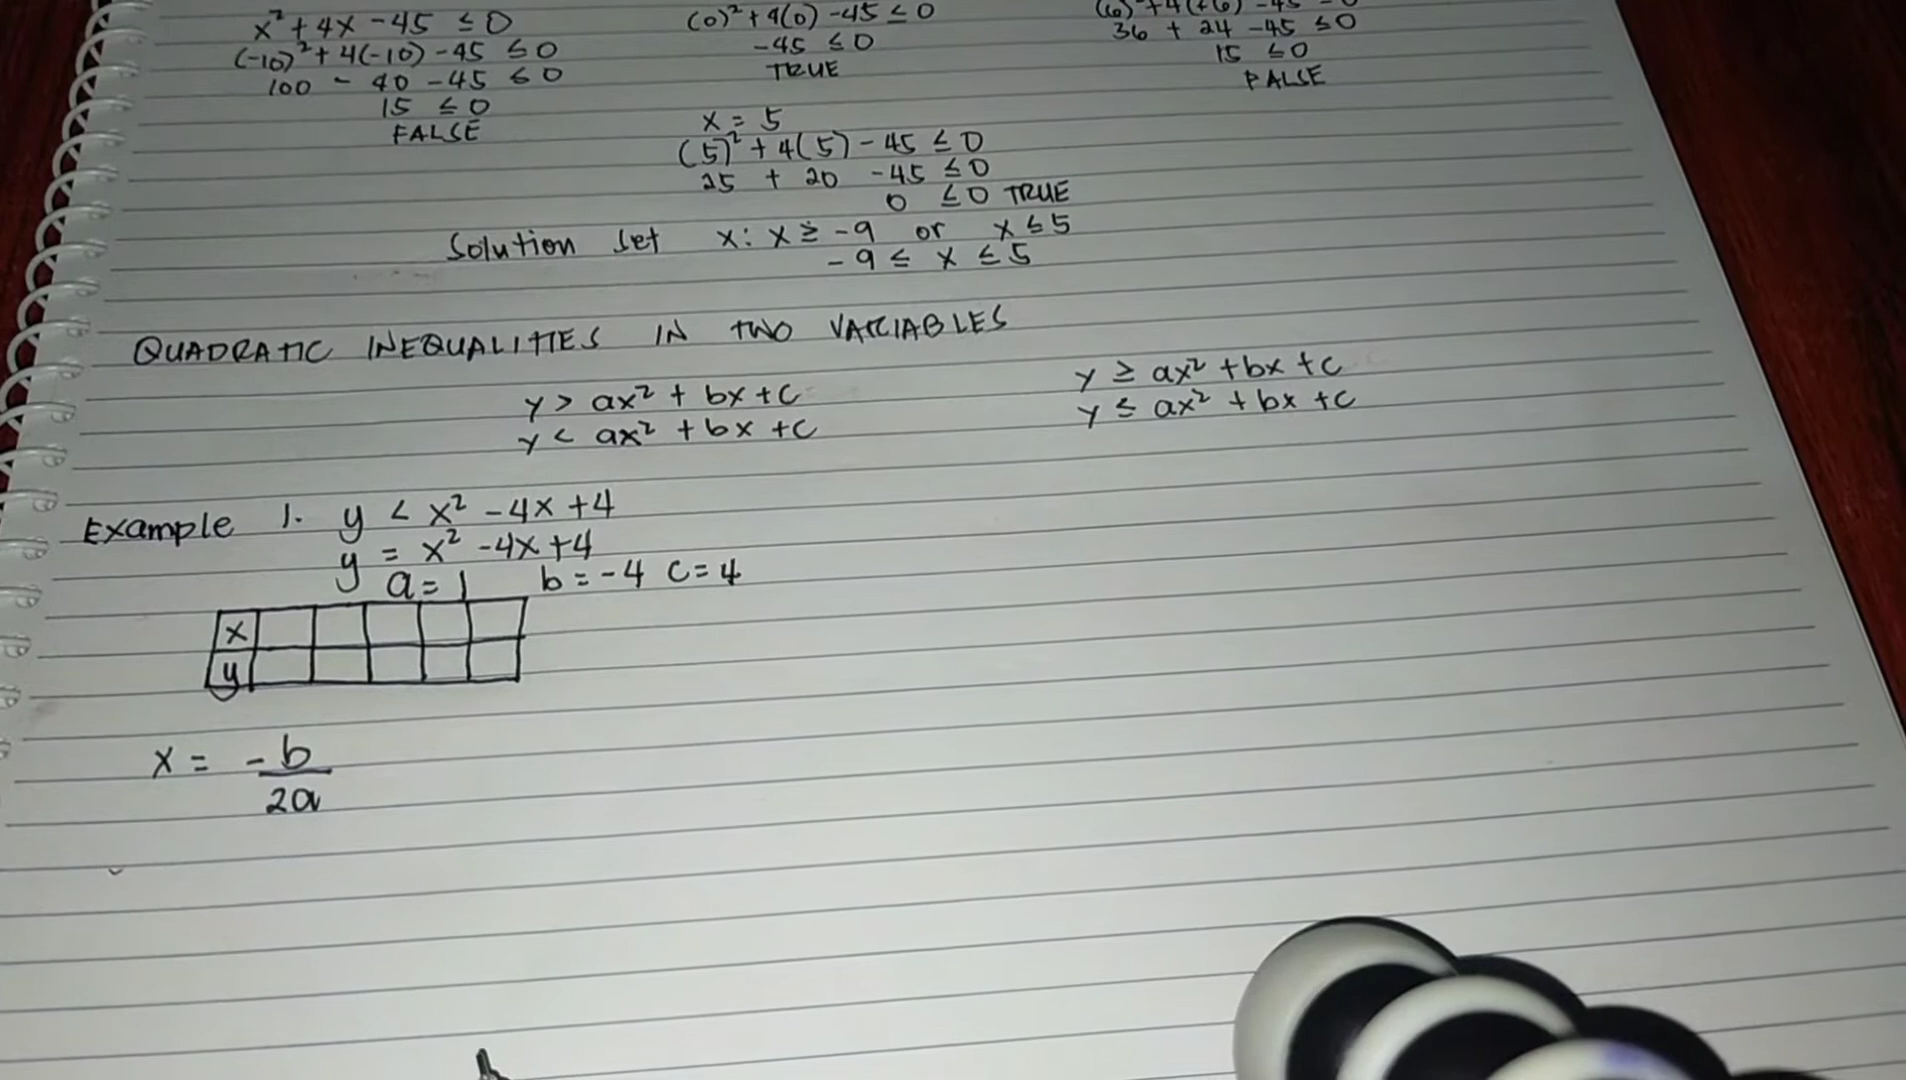 x² + 4x - 45 ≤ 0
(-10)² + 4(-10) - 45 ≤ 0
100 - 40 - 45 ≤ 0
15 ≤ 0
FALSE
(0)² + 4(0) - 45 ≤ 0
-45 ≤ 0
TRUE
36 + 24 - 45 ≤ 0
15 ≤ 0
FALSE
x = 5
(5)² + 4(5) - 45 ≤ 0
25 + 20 - 45 ≤ 0
0 ≤ 0 TRUE
Solution Set x: x ≥ -9 or x ≤ 5
-9 ≤ x ≤ 5
QUADRATIC INEQUALITIES IN TWO VARIABLES
y > ax² + bx + c
y < ax² + bx + c
y ≥ ax² + bx + c
y ≤ ax² + bx + c
Example 1. y < x² - 4x + 4
y = x² - 4x + 4
a = 1 b = -4 c = 4
x
y
x = -b/2a